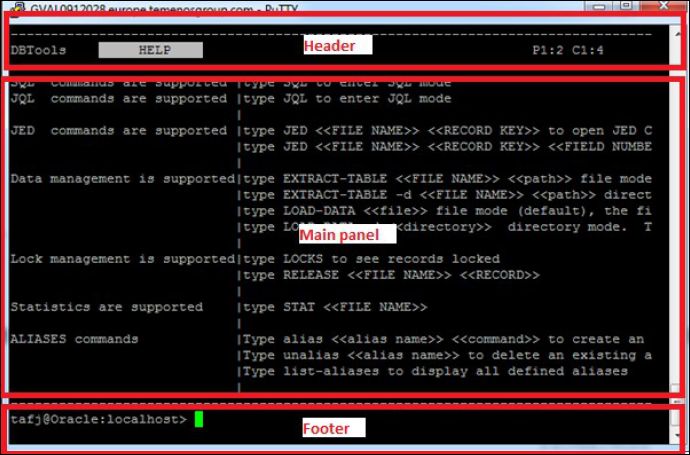 GVAL0912028.europe.temenosgroup.com - PuTTY
Header
DBTools HELP P1:2 C1:4
SQL commands are supported |type SQL to enter SQL mode
JQL commands are supported |type JQL to enter JQL mode
|
JED commands are supported |type JED <<FILE NAME>> <<RECORD KEY>> to open JED C
|type JED <<FILE NAME>> <<RECORD KEY>> <<FIELD NUMBE
|
Data management is supported|type EXTRACT-TABLE <<FILE NAME>> <<path>> file mode
|type EXTRACT-TABLE -d <<FILE NAME>> <<path>> direct
|type LOAD-DATA <<file>> file mode (default), the fi
|type <directory>> directory mode. T
Main panel
|
Lock management is supported|type LOCKS to see records locked
|type RELEASE <<FILE NAME>> <<RECORD>>
|
Statistics are supported |type STAT <<FILE NAME>>
|
ALIASES commands |Type alias <<alias name>> <<command>> to create an
|Type unalias <<alias name>> to delete an existing a
|Type list-aliases to display all defined aliases
|
tafj@Oracle:localhost>
Footer